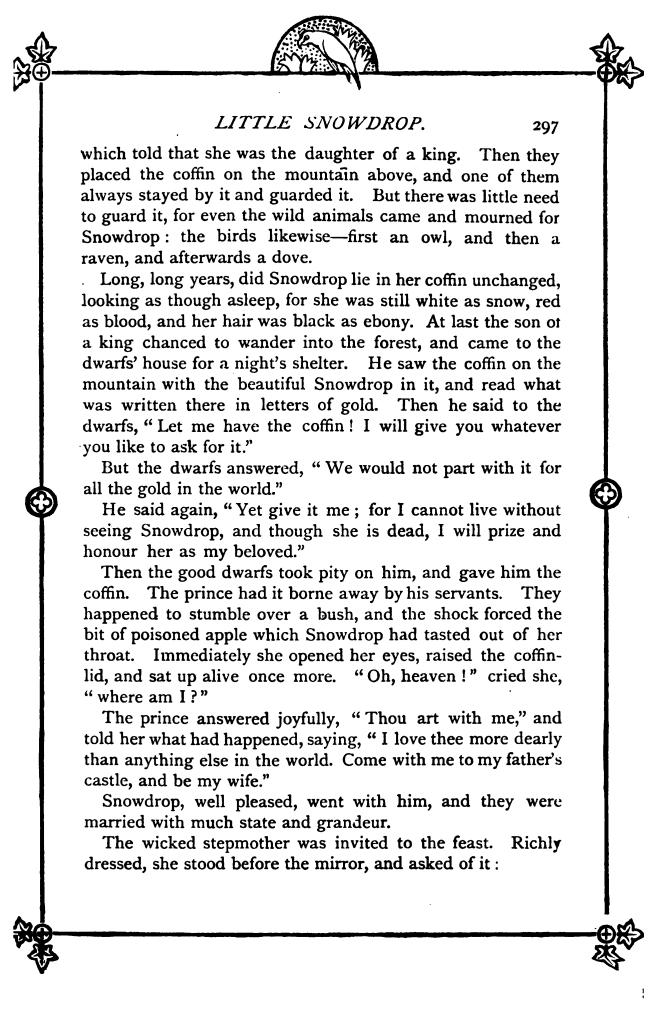 LITTLE SNOWDROP. 297
which told that she was the daughter of a king. Then they
placed the coffin on the mountain above, and one of them
always stayed by it and guarded it. But there was little need
to guard it, for even the wild animals came and mourned for
Snowdrop : the birds likewise—first an owl, and then a
raven, and afterwards a dove.
Long, long years, did Snowdrop lie in her coffin unchanged,
looking as though asleep, for she was still white as snow, red
as blood, and her hair was black as ebony. At last the son of
a king chanced to wander into the forest, and came to the
dwarfs' house for a night's shelter. He saw the coffin on the
mountain with the beautiful Snowdrop in it, and read what
was written there in letters of gold. Then he said to the
dwarfs, “ Let me have the coffin ! I will give you whatever
you like to ask for it.”
But the dwarfs answered, “ We would not part with it for
all the gold in the world.”
He said again, “ Yet give it me ; for I cannot live without
seeing Snowdrop, and though she is dead, I will prize and
honour her as my beloved.”
Then the good dwarfs took pity on him, and gave him the
coffin. The prince had it borne away by his servants. They
happened to stumble over a bush, and the shock forced the
bit of poisoned apple which Snowdrop had tasted out of her
throat. Immediately she opened her eyes, raised the coffin-
lid, and sat up alive once more. “ Oh, heaven ! ” cried she,
“ where am I ? ”
The prince answered joyfully, “ Thou art with me,” and
told her what had happened, saying, “ I love thee more dearly
than anything else in the world. Come with me to my father's
castle, and be my wife.”
Snowdrop, well pleased, went with him, and they were
married with much state and grandeur.
The wicked stepmother was invited to the feast. Richly
dressed, she stood before the mirror, and asked of it :